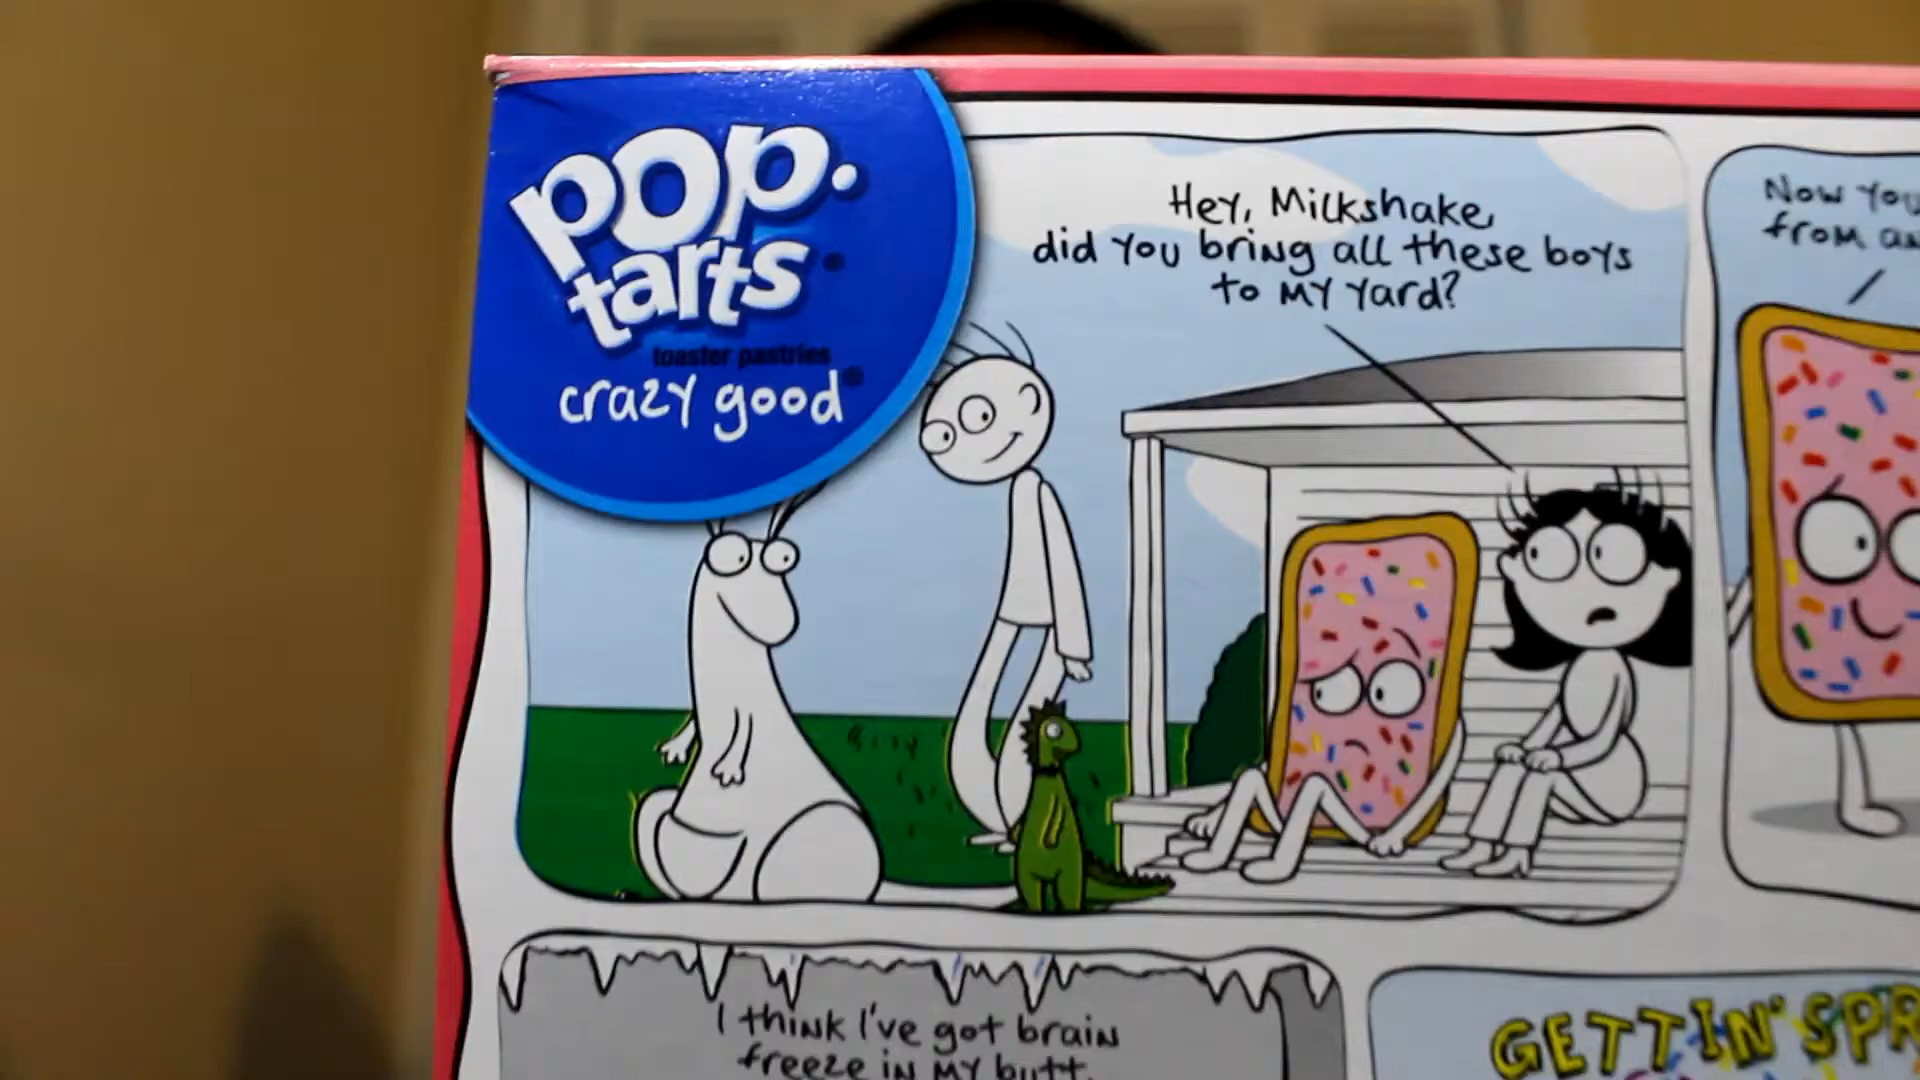 pop.
tarts
toaster pastries
crazy good
Hey, Milkshake,
did you bring all these boys
to my yard?
Now you
from
I think I've got brain
freeze in my butt.
GETTIN' SPR